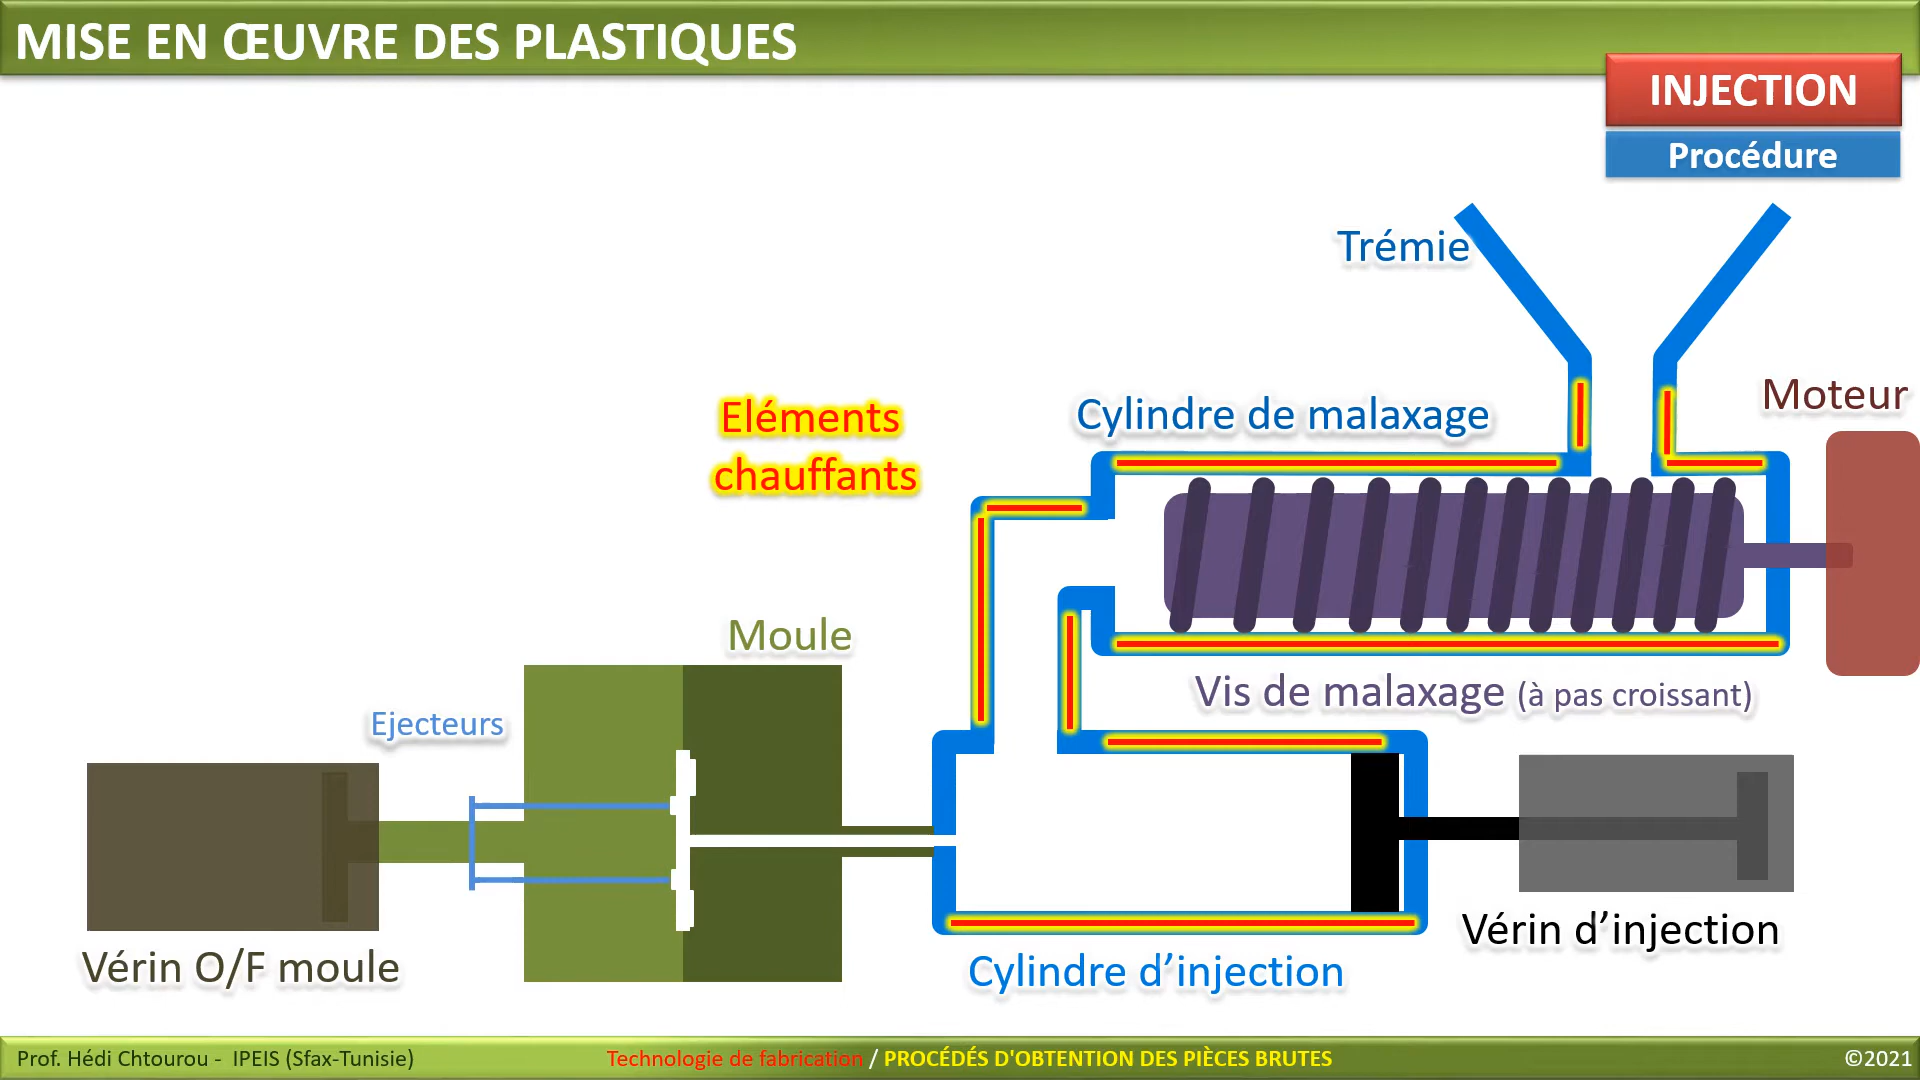 MISE EN ŒUVRE DES PLASTIQUES
INJECTION
Procédure
Trémie
Moteur
Eléments
chauffants
Cylindre de malaxage
Moule
Vis de malaxage (à pas croissant)
Ejecteurs
Vérin O/F moule
Vérin d’injection
Cylindre d’injection
Prof. Hédi Chtourou - IPEIS (Sfax-Tunisie)
Technologie de fabrication / PROCÉDÉS D'OBTENTION DES PIÈCES BRUTES
©2021